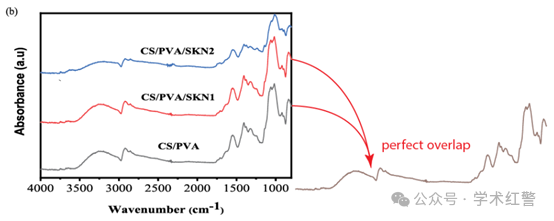 (b)
Absorbance (a.u)
CS/PVA/SKN2
CS/PVA/SKN1
CS/PVA
4000 3500 3000 2500 2000 1500 1000
Wavenumber (cm⁻¹)
perfect overlap
公众号 · 学术红警